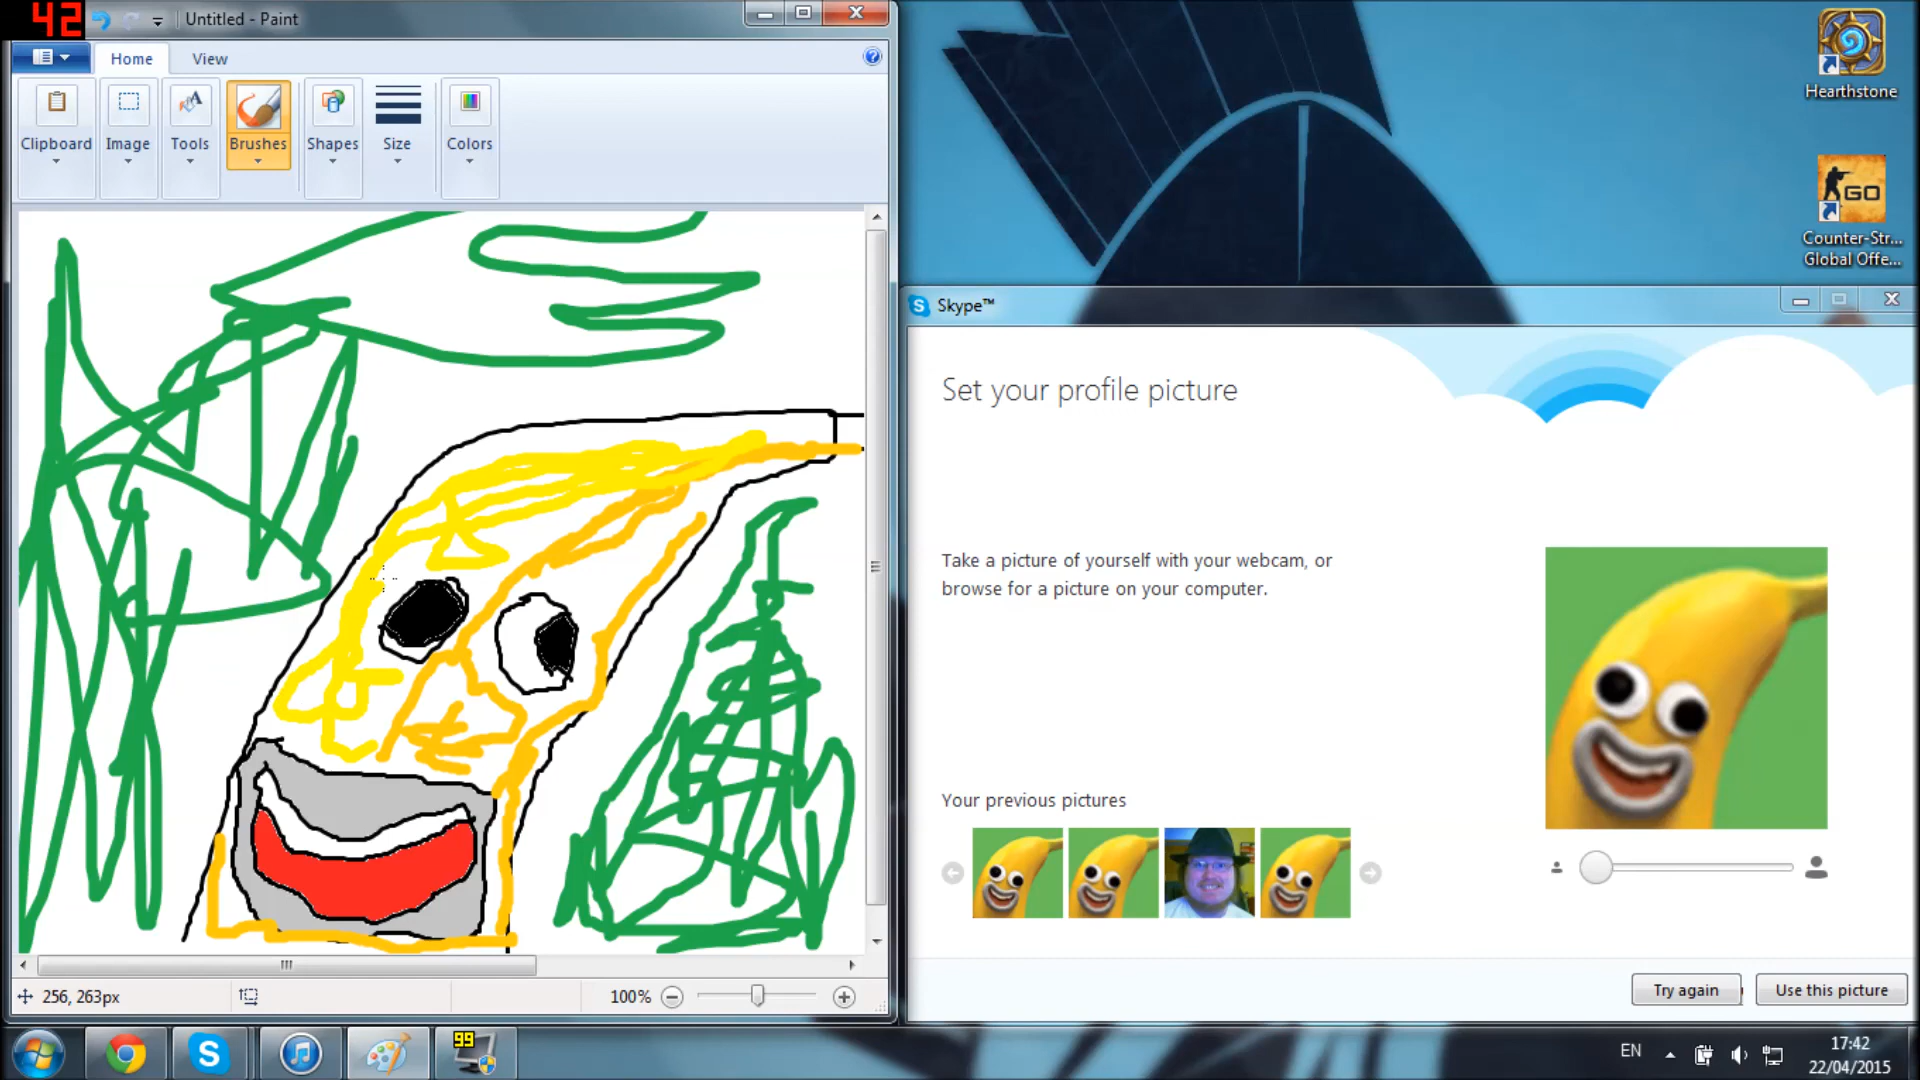 42
Untitled - Paint
Home
View
Clipboard
Image
Tools
Brushes
Shapes
Size
Colors
256, 263px
100%
Hearthstone
GO
Counter-Str...
Global Offe...
Skype™
Set your profile picture
Take a picture of yourself with your webcam, or
browse for a picture on your computer.
Your previous pictures
Try again
Use this picture
99
EN
17:42
22/04/2015